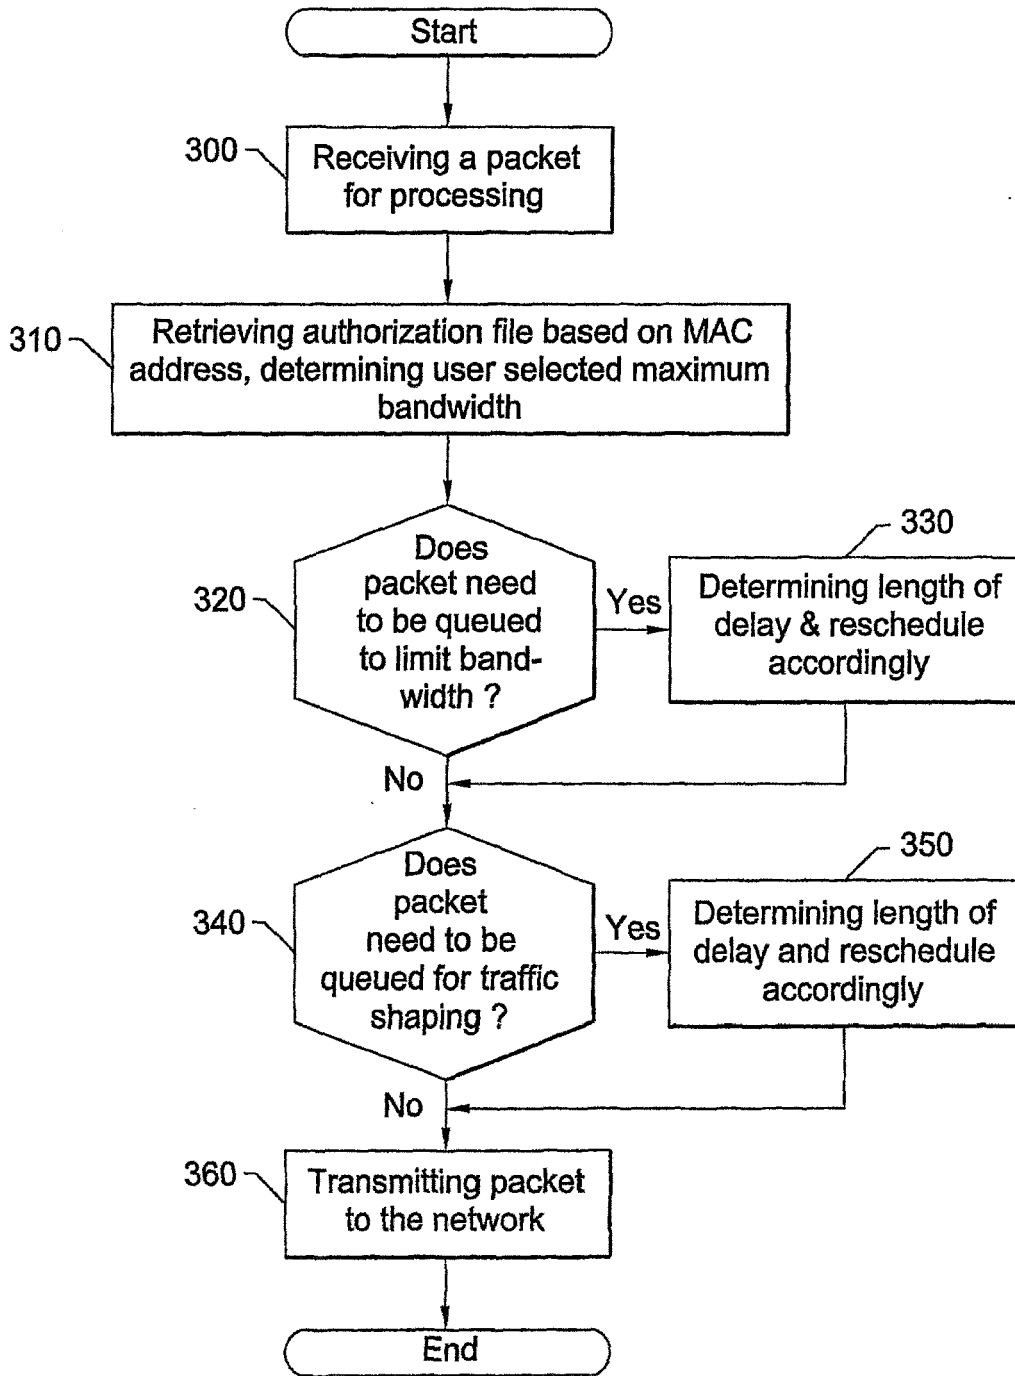 Start
300
Receiving a packet
for processing
310
Retrieving authorization file based on MAC
address, determining user selected maximum
bandwidth
320
Does
packet need
to be queued
to limit band-
width ?
Yes
330
Determining length of
delay & reschedule
accordingly
No
340
Does
packet
need to be
queued for traffic
shaping ?
Yes
350
Determining length of
delay and reschedule
accordingly
No
360
Transmitting packet
to the network
End